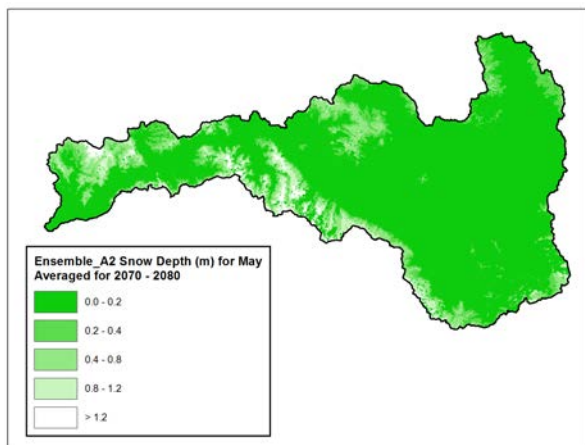 Ensemble_A2 Snow Depth (m) for May
Averaged for 2070 - 2080
0.0 - 0.2
0.2 - 0.4
0.4 - 0.8
0.8 - 1.2
> 1.2